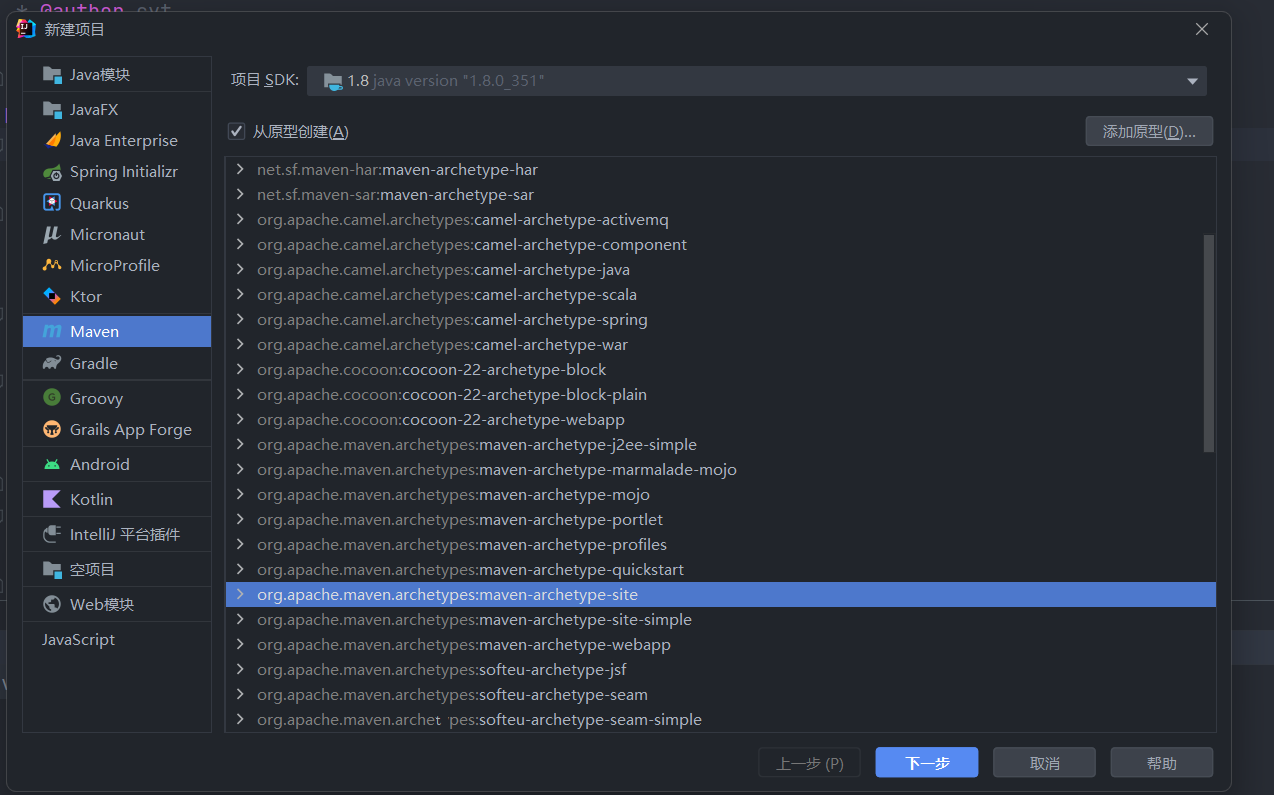 * @author syt
新建项目
Java模块
JavaFX
Java Enterprise
Spring Initializr
Quarkus
Micronaut
MicroProfile
Ktor
Maven
Gradle
Groovy
Grails App Forge
Android
Kotlin
IntelliJ 平台插件
空项目
Web模块
JavaScript
项目 SDK: 1.8 java version "1.8.0_351"
从原型创建(A) 添加原型(D)...
net.sf.maven-har:maven-archetype-har
net.sf.maven-sar:maven-archetype-sar
org.apache.camel.archetypes:camel-archetype-activemq
org.apache.camel.archetypes:camel-archetype-component
org.apache.camel.archetypes:camel-archetype-java
org.apache.camel.archetypes:camel-archetype-scala
org.apache.camel.archetypes:camel-archetype-spring
org.apache.camel.archetypes:camel-archetype-war
org.apache.cocoon:cocoon-22-archetype-block
org.apache.cocoon:cocoon-22-archetype-block-plain
org.apache.cocoon:cocoon-22-archetype-webapp
org.apache.maven.archetypes:maven-archetype-j2ee-simple
org.apache.maven.archetypes:maven-archetype-marmalade-mojo
org.apache.maven.archetypes:maven-archetype-mojo
org.apache.maven.archetypes:maven-archetype-portlet
org.apache.maven.archetypes:maven-archetype-profiles
org.apache.maven.archetypes:maven-archetype-quickstart
org.apache.maven.archetypes:maven-archetype-site
org.apache.maven.archetypes:maven-archetype-site-simple
org.apache.maven.archetypes:maven-archetype-webapp
org.apache.maven.archetypes:softeu-archetype-jsf
org.apache.maven.archetypes:softeu-archetype-seam
org.apache.maven.archetypes:softeu-archetype-seam-simple
上一步 (P) 下一步 取消 帮助